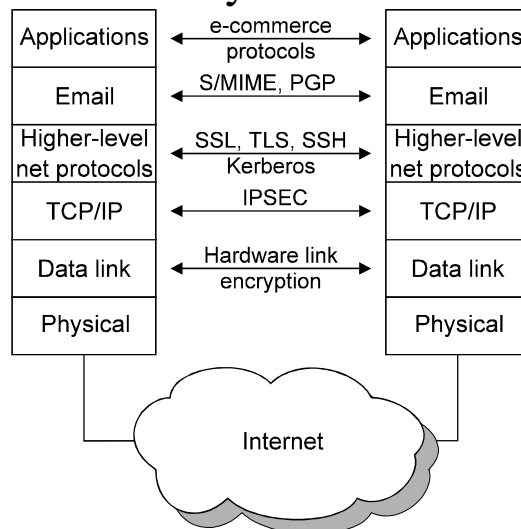 y
Applications
e-commerce
protocols
Applications
Email
S/MIME, PGP
Email
Higher-level
net protocols
SSL, TLS, SSH
Kerberos
Higher-level
net protocols
TCP/IP
IPSEC
TCP/IP
Data link
Hardware link
encryption
Data link
Physical
Physical
Internet